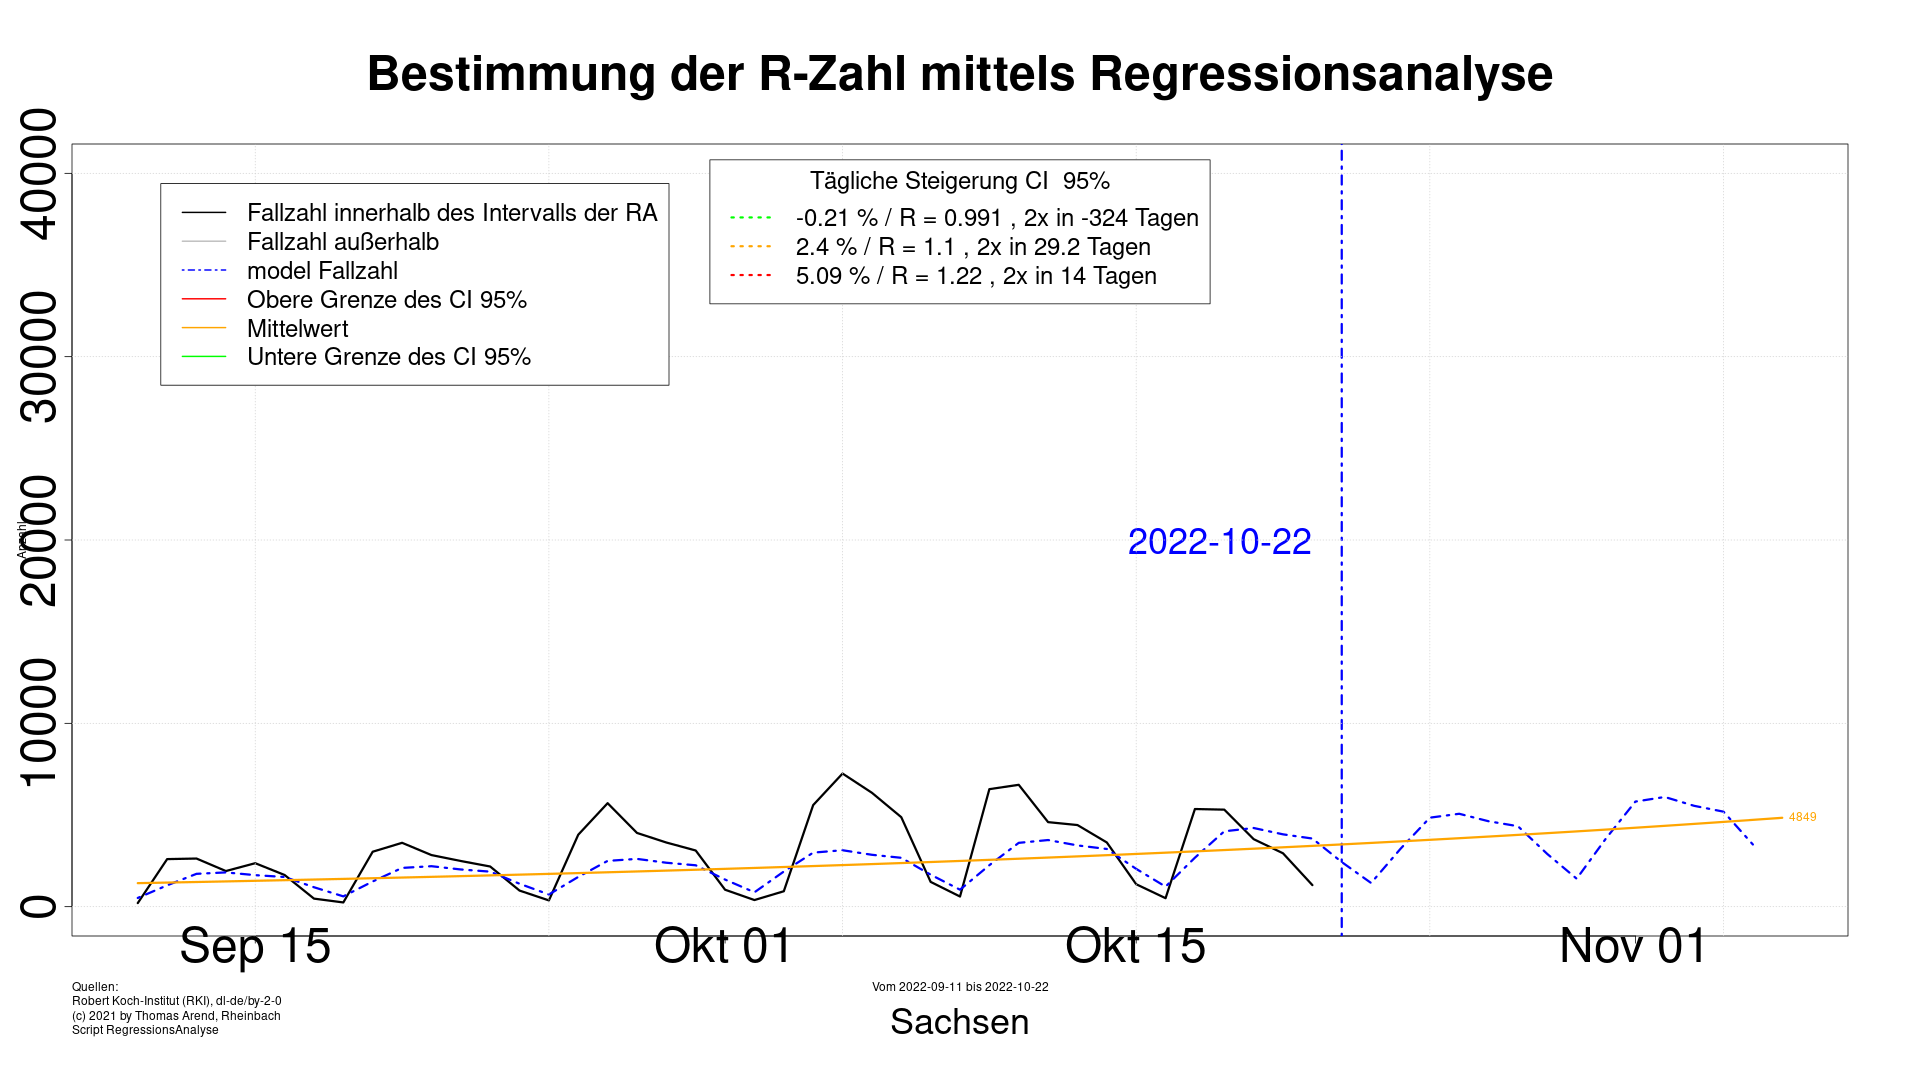 Bestimmung der R-Zahl mittels Regressionsanalyse
40000
30000
20000
10000
0
Anzahl
Fallzahl innerhalb des Intervalls der RA
Fallzahl außerhalb
model Fallzahl
Obere Grenze des CI 95%
Mittelwert
Untere Grenze des CI 95%
Tägliche Steigerung CI 95%
-0.21 % / R = 0.991 , 2x in -324 Tagen
2.4 % / R = 1.1 , 2x in 29.2 Tagen
5.09 % / R = 1.22 , 2x in 14 Tagen
2022-10-22
4849
Sep 15
Okt 01
Okt 15
Nov 01
Quellen:
Robert Koch-Institut (RKI), dl-de/by-2-0
(c) 2021 by Thomas Arend, Rheinbach
Script RegressionsAnalyse
Vom 2022-09-11 bis 2022-10-22
Sachsen